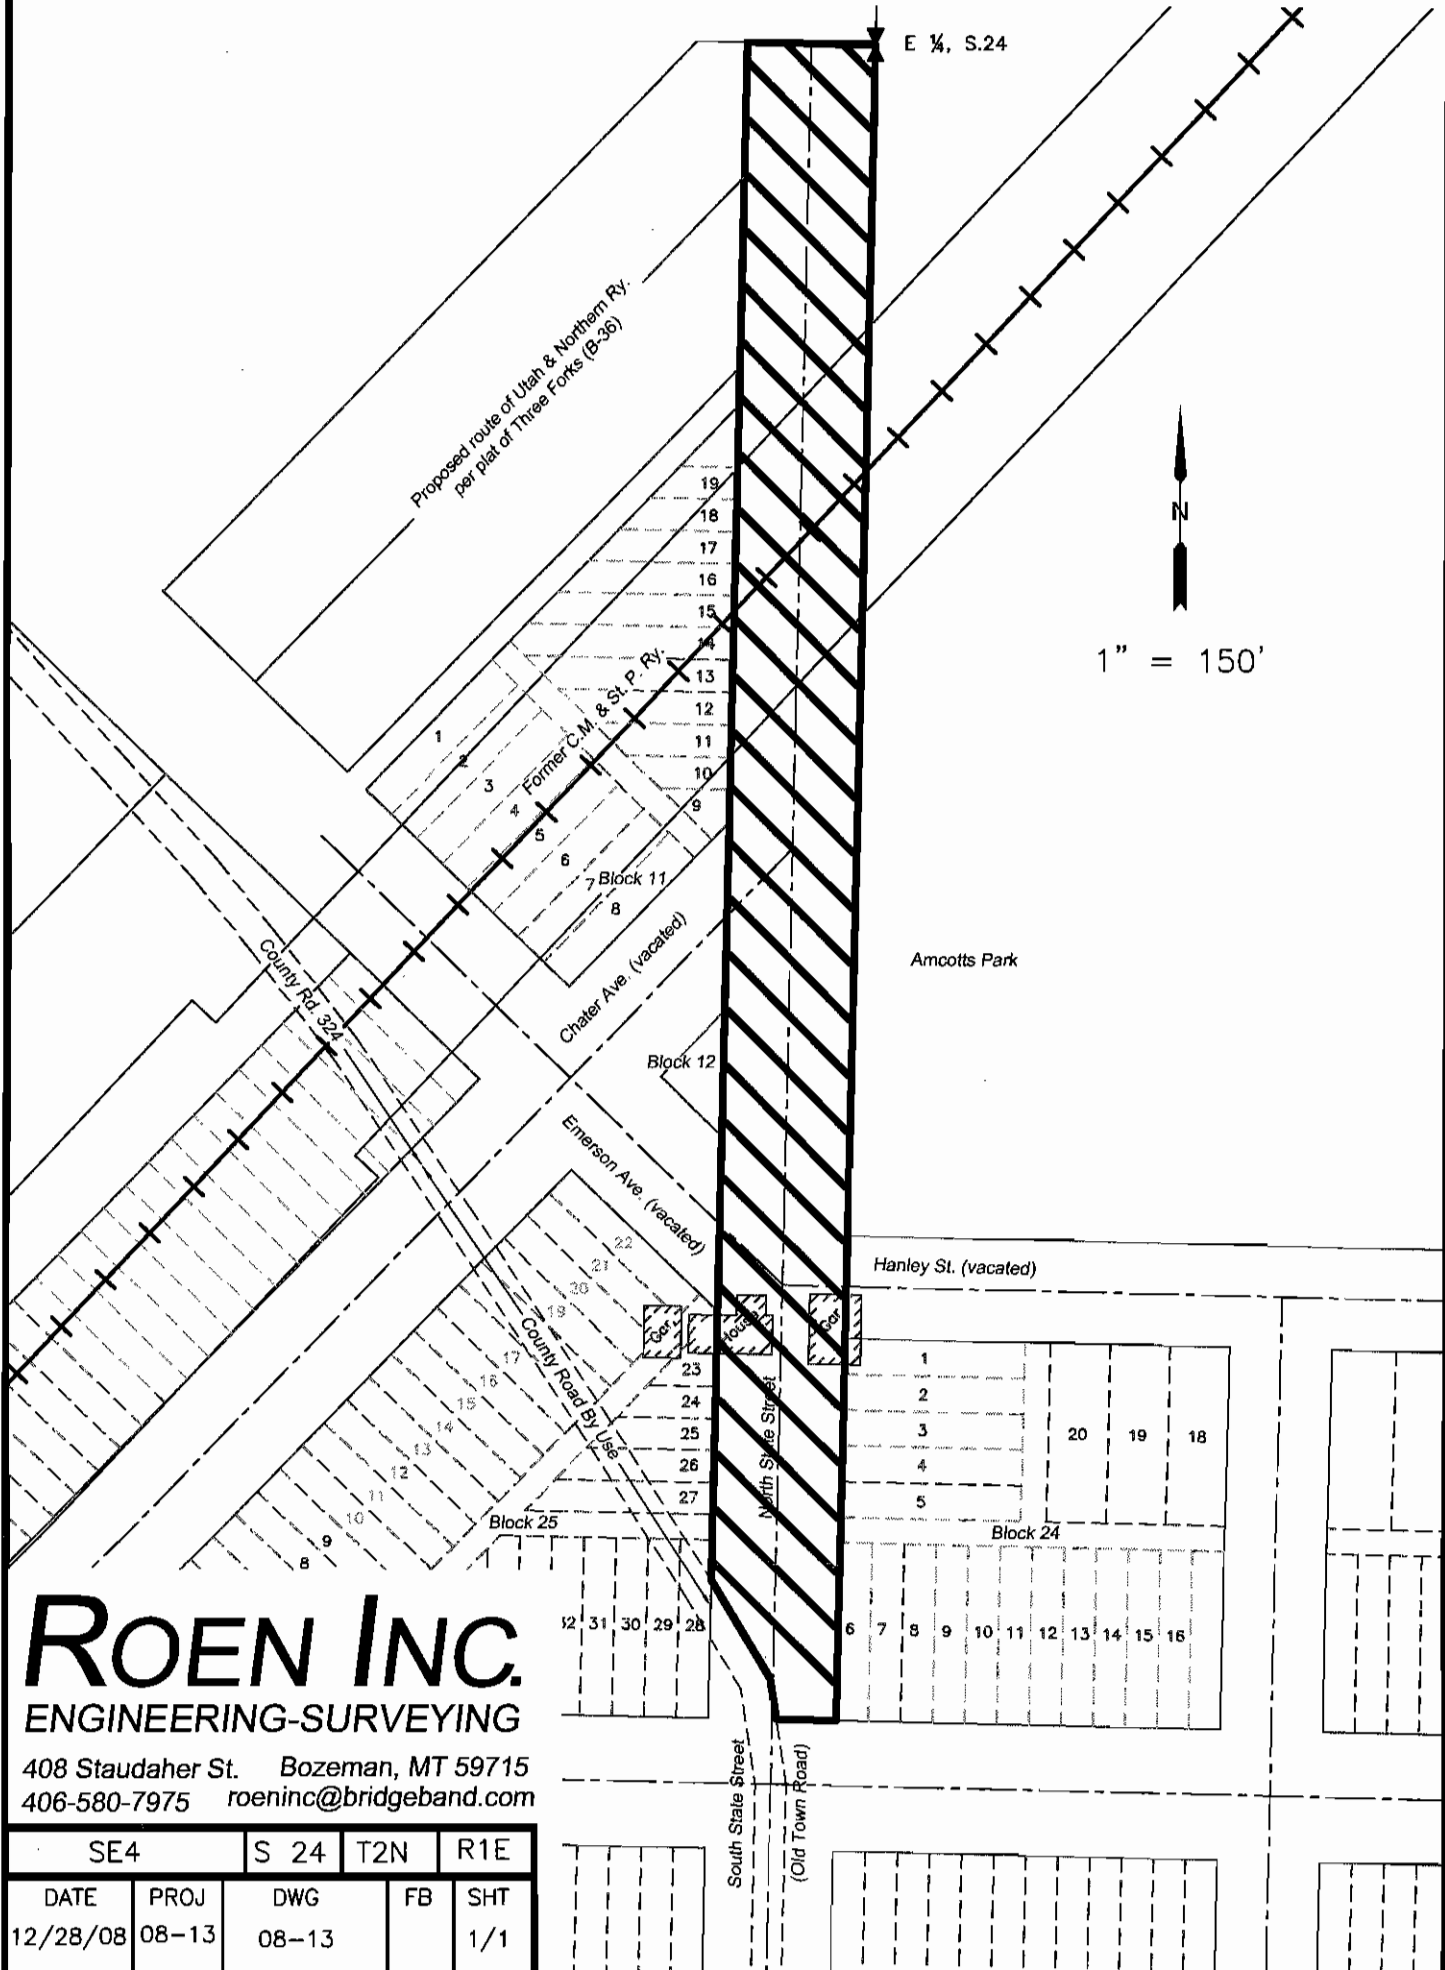 E ¼, S.24
Proposed route of Utah & Northern Ry.
per plat of Three Forks (B-36)
N
1" = 150'
19
18
17
16
15
14
13
12
11
10
9
Former C.M. & St. P. Ry.
1
2
3
4
5
6
7
8
Block 11
County Rd. 324
Chater Ave. (vacated)
Amcotts Park
Block 12
Emerson Ave. (vacated)
Hanley St. (vacated)
22
21
20
19
17
16
15
14
13
12
11
10
9
8
County Road By Use
Gar.
House
Gar.
23
24
25
26
27
Block 25
North State Street
1
2
3
4
5
20
19
18
Block 24
32
31
30
29
28
6
7
8
9
10
11
12
13
14
15
16
South State Street
(Old Town Road)
ROEN INC.
ENGINEERING-SURVEYING
408 Staudaher St. Bozeman, MT 59715
406-580-7975 roeninc@bridgeband.com
SE4 S 24 T2N R1E
DATE PROJ DWG FB SHT
12/28/08 08-13 08-13 1/1